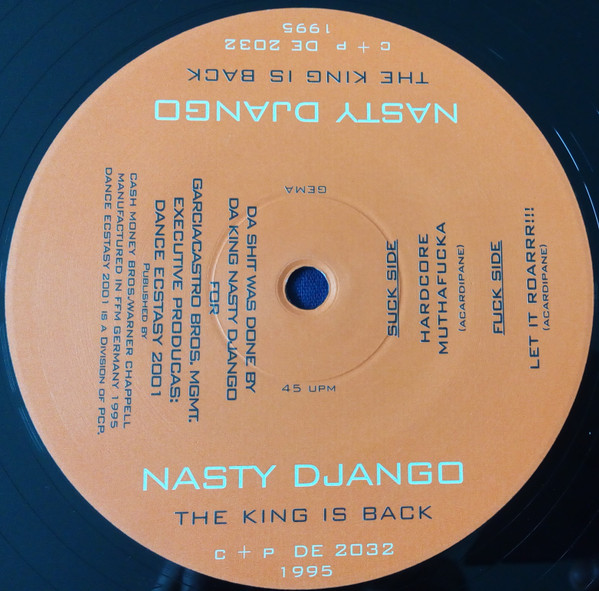 NASTY DJANGO
THE KING IS BACK
C + P DE 2032
1995
GEMA
45 UPM
SUCK SIDE
HARDCORE
MUTHAFUCKA
(ACARDIPANE)
FUCK SIDE
LET IT ROARRR!!!
(ACARDIPANE)
DA SHIT WAS DONE BY
DA KING NASTY DJANGO
FOR
GARCIA/CASTRO BROS. MGMT.
EXECUTIVE PRODUCAS:
DANCE ECSTASY 2001
PUBLISHED BY
CASH MONEY BROS./WARNER CHAPPELL
MANUFACTURED IN FFM GERMANY 1995
DANCE ECSTASY 2001 IS A DIVISION OF PCP.
NASTY DJANGO
THE KING IS BACK
C + P DE 2032
1995